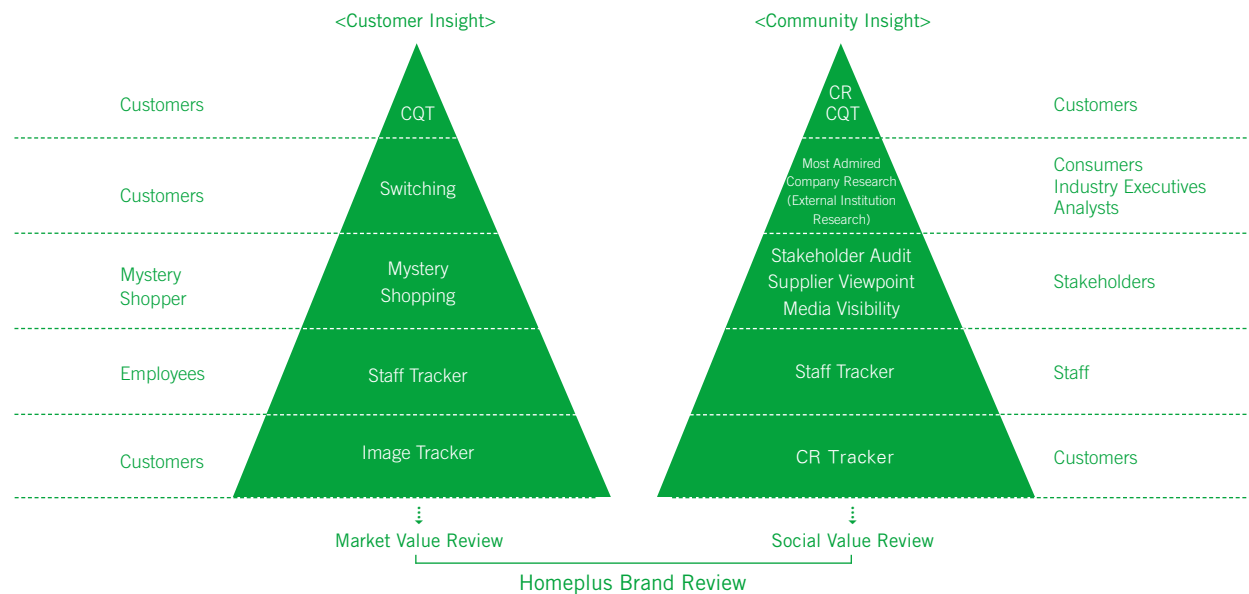 <Customer Insight>
Customers
CQT
Customers
Switching
Mystery
Shopper
Mystery
Shopping
Employees
Staff Tracker
Customers
Image Tracker
Market Value Review
<Community Insight>
CR
CQT
Customers
Most Admired
Company Research
(External Institution
Research)
Consumers
Industry Executives
Analysts
Stakeholder Audit
Supplier Viewpoint
Media Visibility
Stakeholders
Staff Tracker
Staff
CR Tracker
Customers
Social Value Review
Homeplus Brand Review